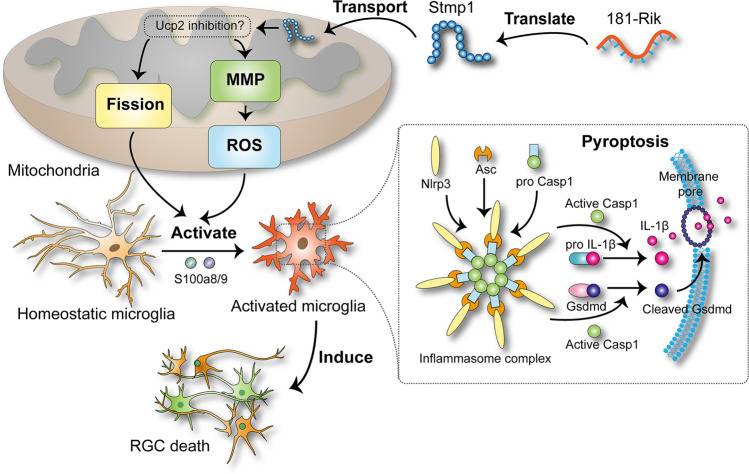 Transport
Stmp1
Translate
181-Rik
Ucp2 inhibition?
MMP
Fission
ROS
Mitochondria
Activate
S100a8/9
Homeostatic microglia
Activated microglia
Induce
RGC death
Pyroptosis
Nlrp3
Asc
pro Casp1
Membrane
pore
Active Casp1
IL-1β
pro IL-1β
Gsdmd
Cleaved Gsdmd
Active Casp1
Inflammasome complex